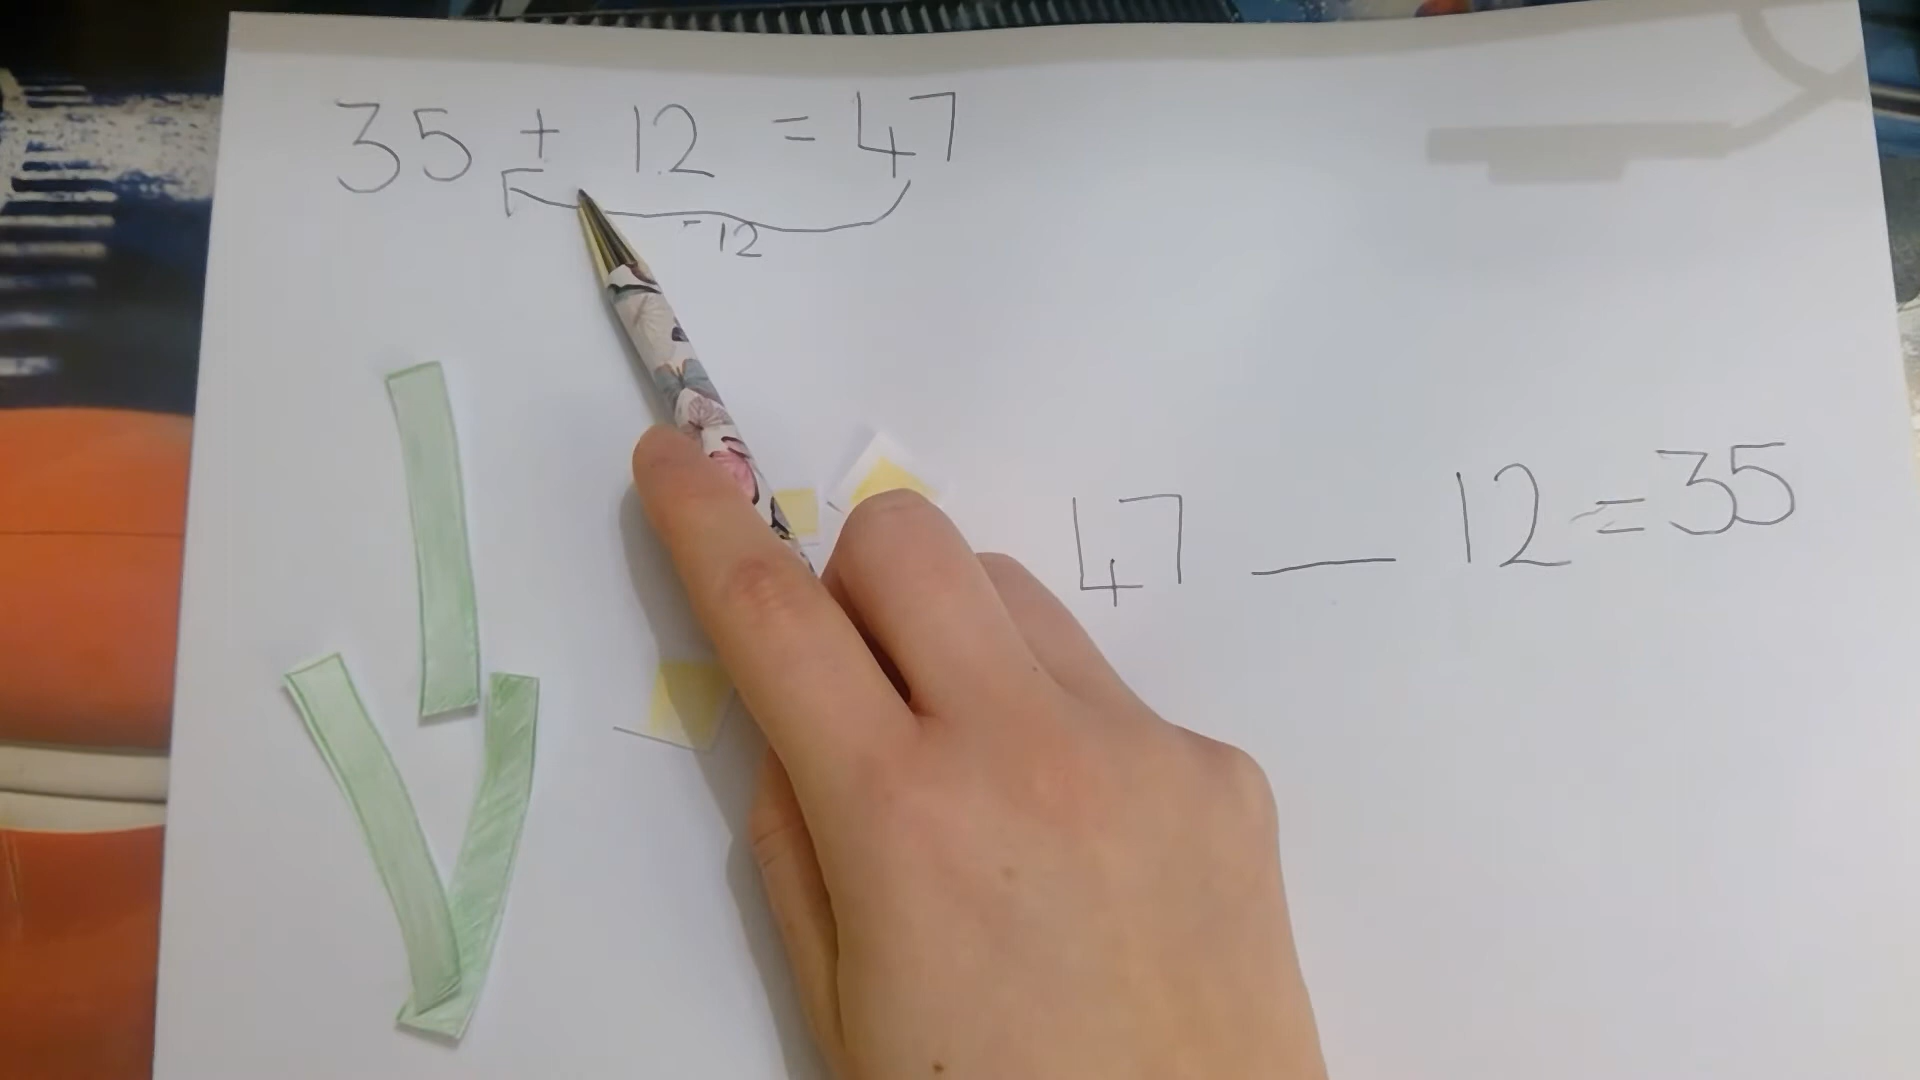 35 + 12 = 47
-12
47 — 12 = 35